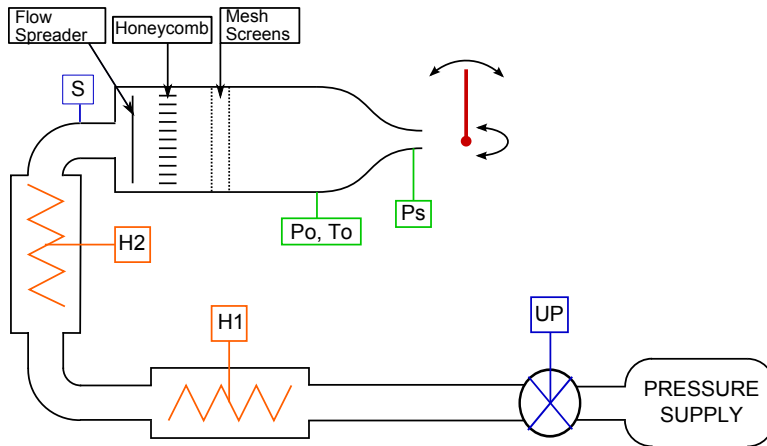 Flow
Spreader
Honeycomb
Mesh
Screens
S
Ps
Po, To
H2
H1
UP
PRESSURE
SUPPLY